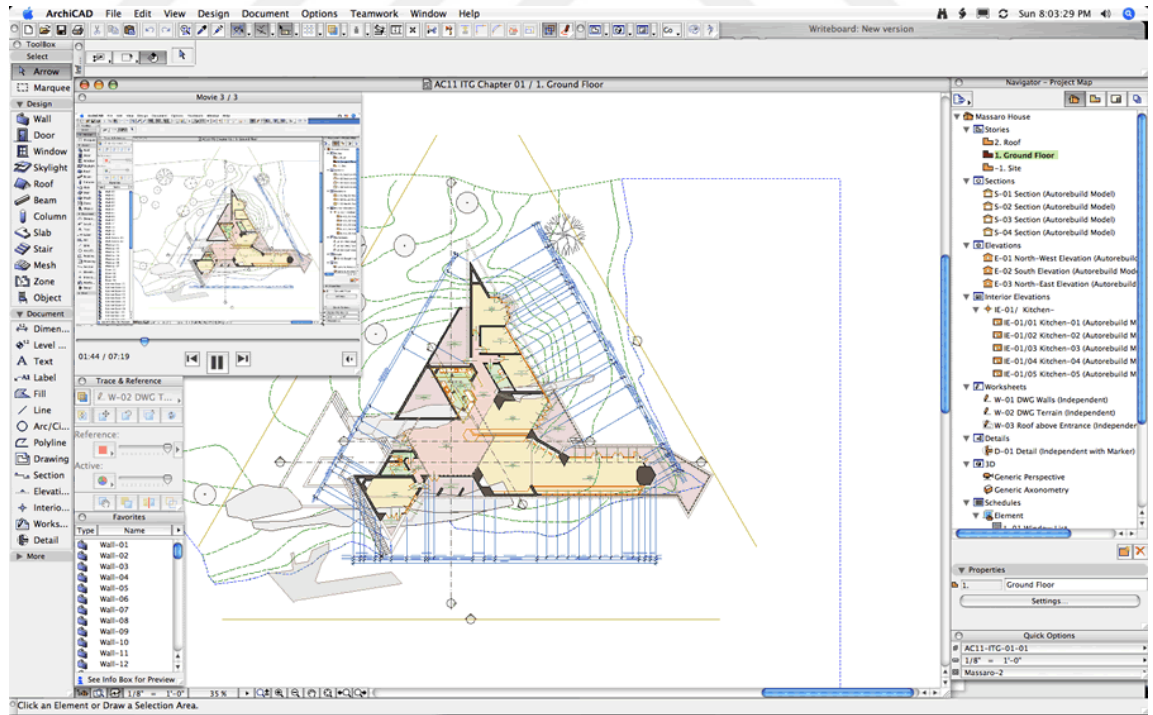 ArchiCAD File Edit View Design Document Options Teamwork Window Help
Sun 8:03:29 PM
Writeboard: New version
ToolBox
Select
Arrow
Marquee
Design
Wall
Door
Window
Skylight
Roof
Beam
Column
Slab
Stair
Mesh
Zone
Object
Document
Dimen...
Level ...
Text
Label
Fill
Line
Arc/Ci...
Polyline
Drawing
Section
Elevati...
Interio...
Works...
Detail
More
AC11 ITG Chapter 01 / 1. Ground Floor
Movie 3 / 3
01:44 / 07:19
Trace & Reference
W-02 DWG T...
Reference:
Active:
Favorites
Type Name
Wall-01
Wall-02
Wall-03
Wall-04
Wall-05
Wall-06
Wall-07
Wall-08
Wall-09
Wall-10
Wall-11
Wall-12
See Info Box for Preview
1/8" = 1'-0"
35 %
Navigator - Project Map
Massaro House
Stories
2. Roof
1. Ground Floor
-1. Site
Sections
S-01 Section (Autorebuild Model)
S-02 Section (Autorebuild Model)
S-03 Section (Autorebuild Model)
S-04 Section (Autorebuild Model)
Elevations
E-01 North-West Elevation (Autorebuild
E-02 South Elevation (Autorebuild Mod
E-03 North-East Elevation (Autorebuild
Interior Elevations
IE-01/ Kitchen-
IE-01/01 Kitchen-01 (Autorebuild M
IE-01/02 Kitchen-02 (Autorebuild M
IE-01/03 Kitchen-03 (Autorebuild M
IE-01/04 Kitchen-04 (Autorebuild M
IE-01/05 Kitchen-05 (Autorebuild M
Worksheets
W-01 DWG Walls (Independent)
W-02 DWG Terrain (Independent)
W-03 Roof above Entrance (Independer
Details
D-01 Detail (Independent with Marker)
3D
Generic Perspective
Generic Axonometry
Schedules
Element
Properties
1. Ground Floor
Settings...
Quick Options
AC11-ITG-01-01
1/8" = 1'-0"
Massaro-2
Click an Element or Draw a Selection Area.